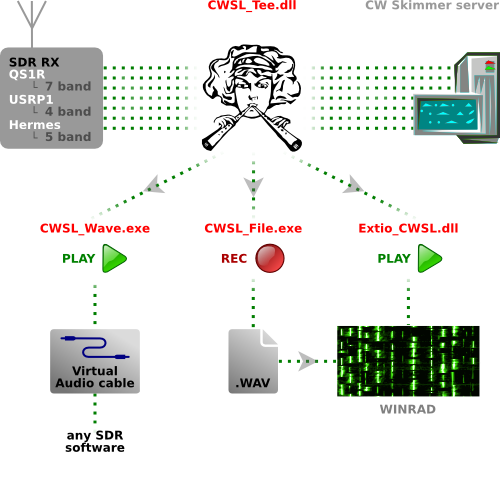 CWSL_Tee.dll
CW Skimmer server
SDR RX
QS1R
└ 7 band
USRP1
└ 4 band
Hermes
└ 5 band
CWSL_Wave.exe
CWSL_File.exe
Extio_CWSL.dll
PLAY
REC
PLAY
Virtual
Audio cable
.WAV
WINRAD
any SDR
software